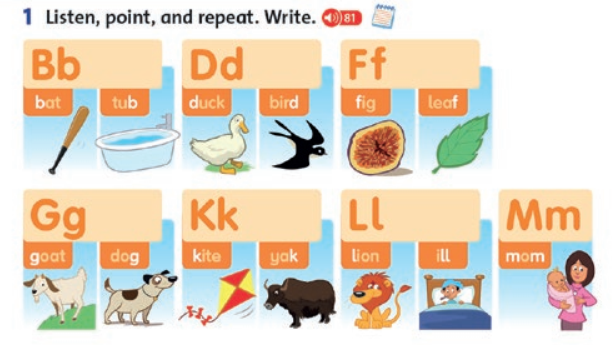 1 Listen, point, and repeat. Write. 81
Bb Dd Ff
bat tub duck bird fig leaf
Gg Kk Ll Mm
goat dog kite yak lion ill mom